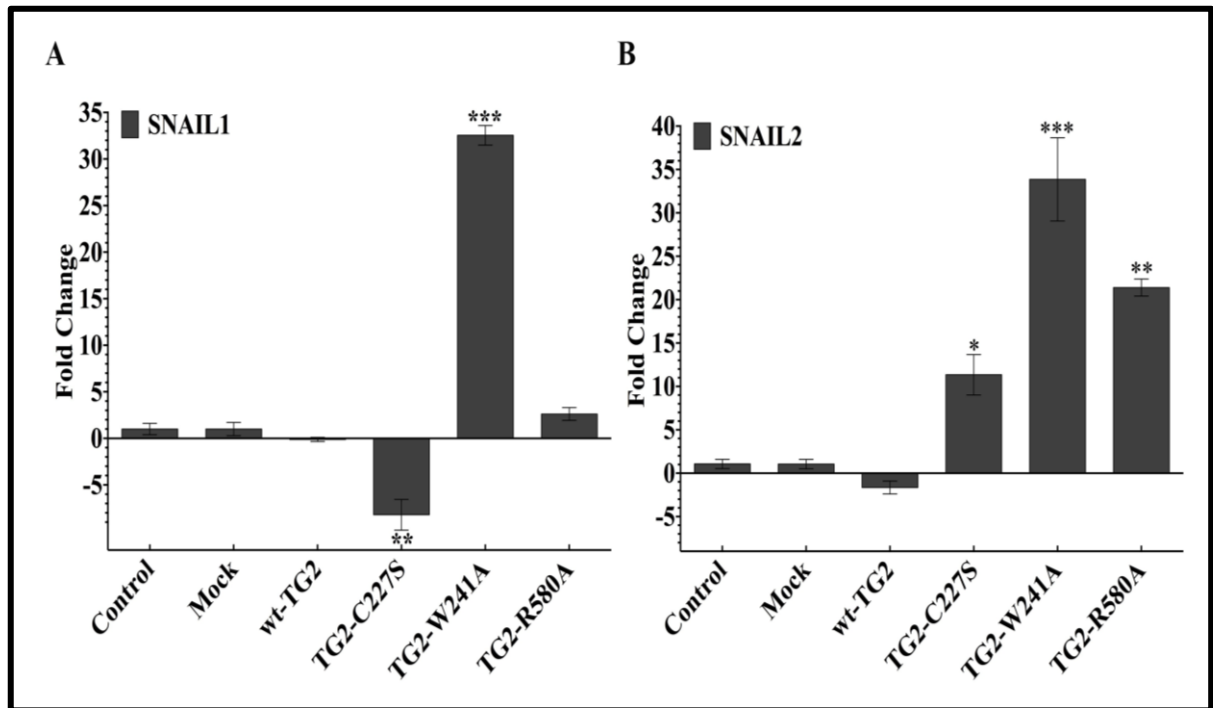 A
SNAIL1
Fold Change
35
30
25
20
15
10
5
0
-5
***
**
Control
Mock
wt-TG2
TG2-C227S
TG2-W241A
TG2-R580A
B
SNAIL2
Fold Change
40
35
30
25
20
15
10
5
0
-5
***
**
*
Control
Mock
wt-TG2
TG2-C227S
TG2-W241A
TG2-R580A